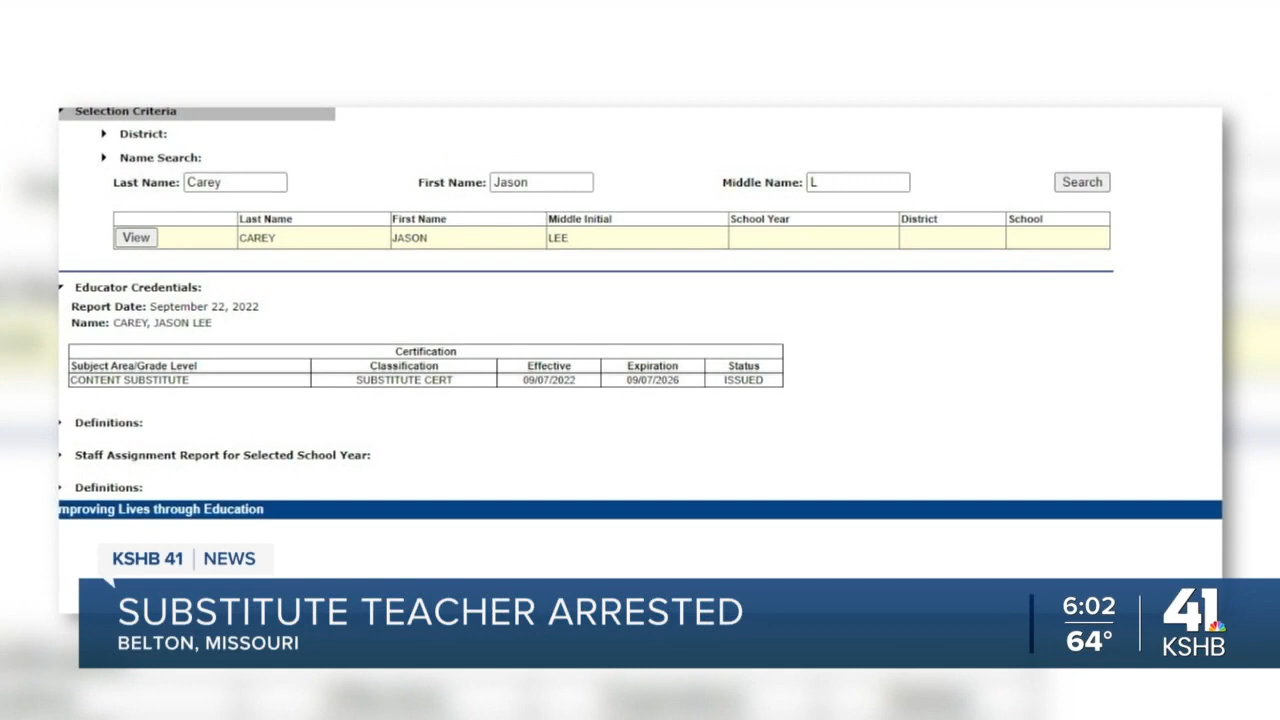 Selection Criteria
District:
Name Search:
Last Name: Carey First Name: Jason Middle Name: L Search
Last Name First Name Middle Initial School Year District School
View CAREY JASON LEE
Educator Credentials:
Report Date: September 22, 2022
Name: CAREY, JASON LEE
Certification
Subject Area/Grade Level Classification Effective Expiration Status
CONTENT SUBSTITUTE SUBSTITUTE CERT 09/07/2022 09/07/2026 ISSUED
Definitions:
Staff Assignment Report for Selected School Year:
Definitions:
mproving Lives through Education
KSHB 41 NEWS
SUBSTITUTE TEACHER ARRESTED
BELTON, MISSOURI
6:02
64°
41
KSHB